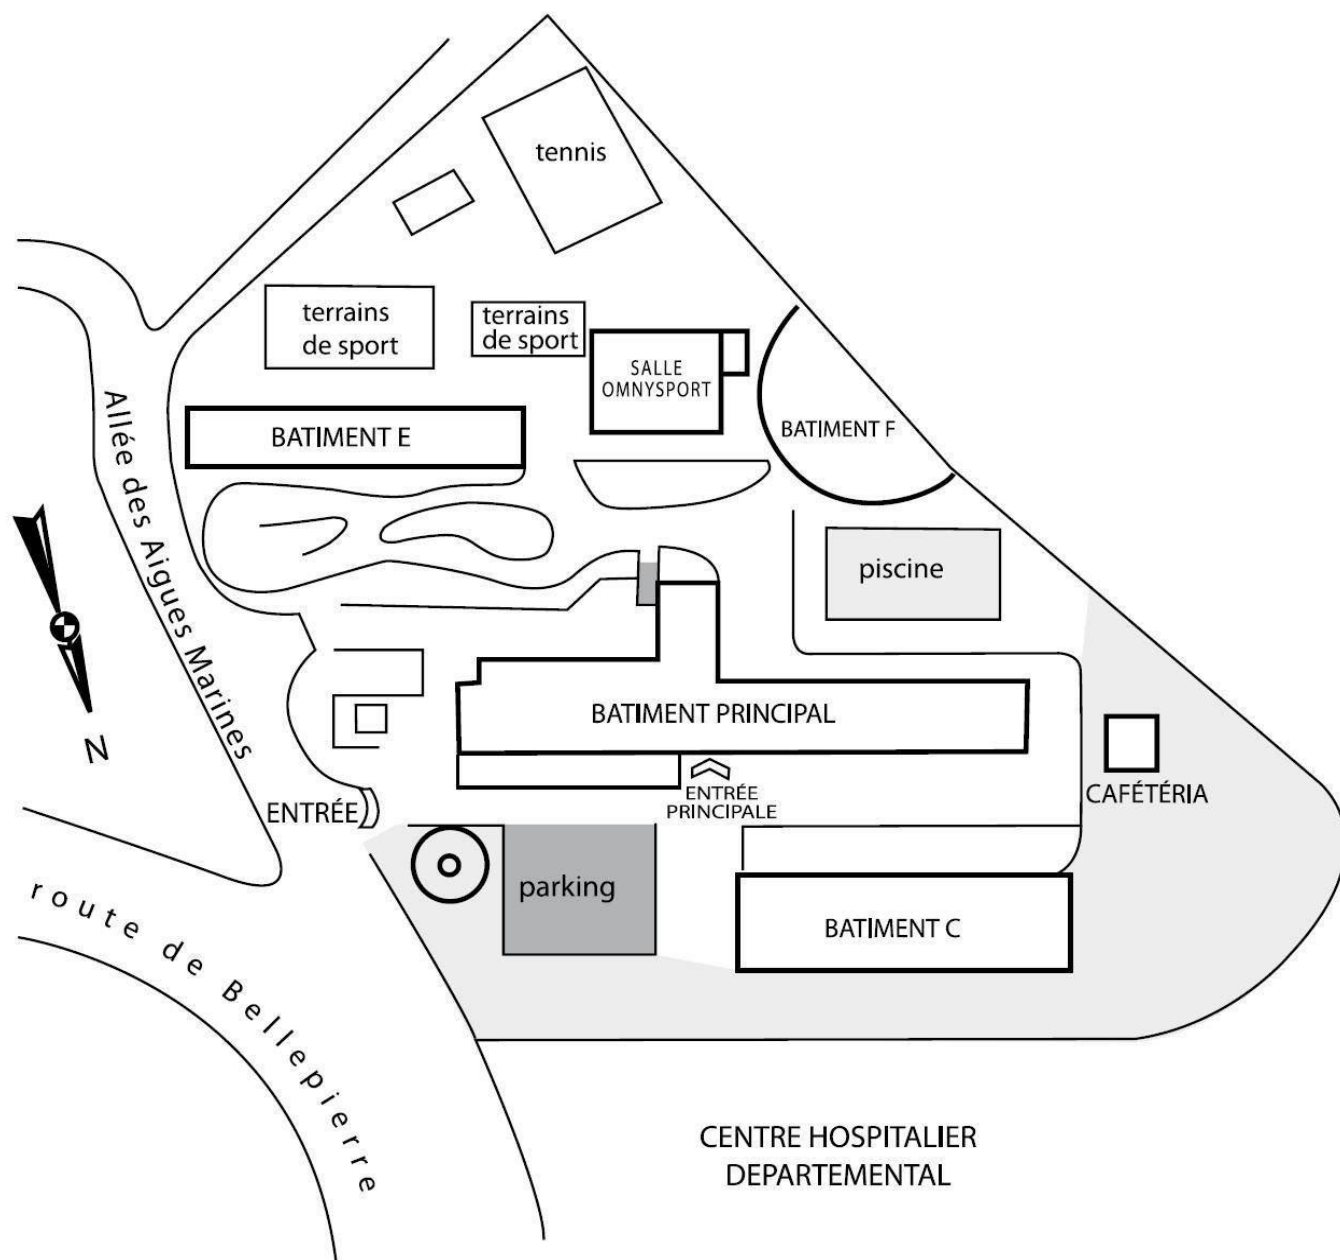 tennis
terrains
de sport
terrains
de sport
SALLE
OMNYSPORT
BATIMENT E
BATIMENT F
Allée des Aigues Marines
piscine
BATIMENT PRINCIPAL
N
ENTRÉE
PRINCIPALE
CAFÉTÉRIA
ENTRÉE
parking
BATIMENT C
route de Bellepierre
CENTRE HOSPITALIER
DEPARTEMENTAL